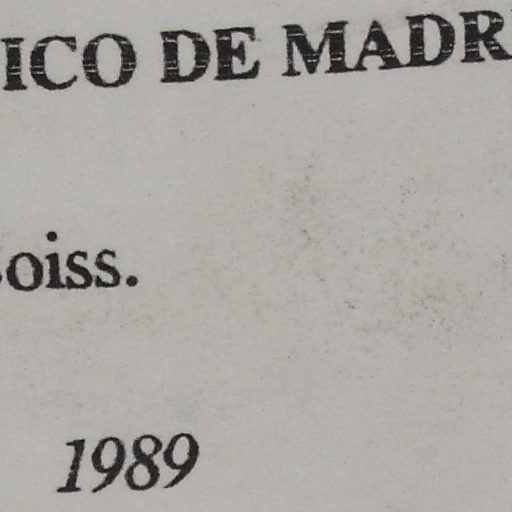 ICO DE MADR
oiss.
1989